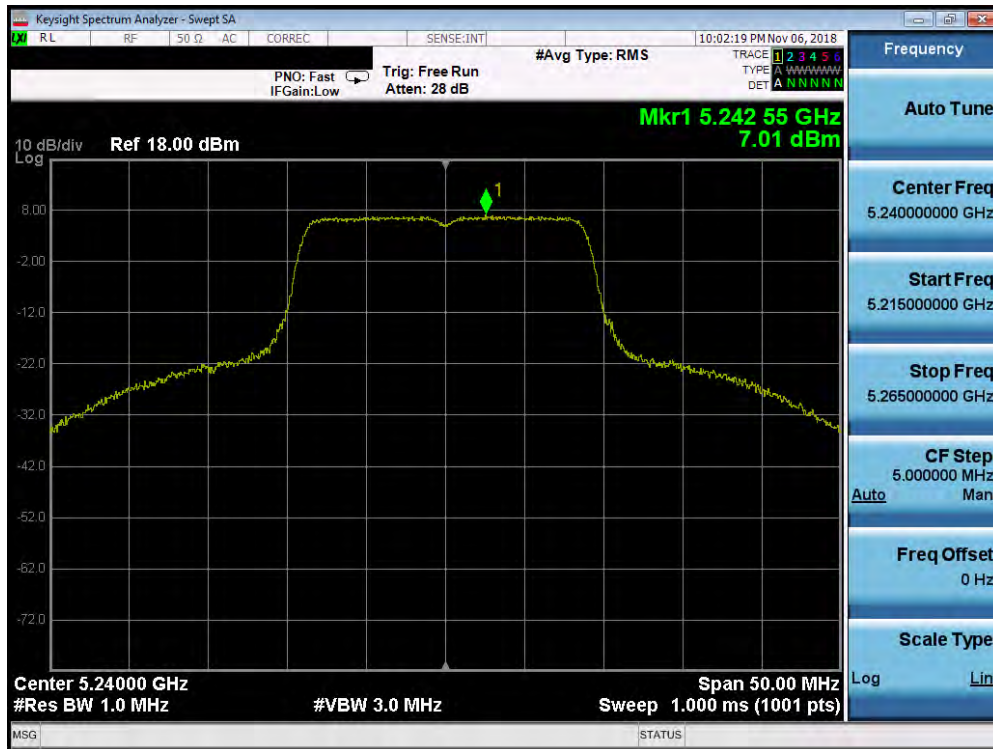 Keysight Spectrum Analyzer - Swept SA
LXI RL RF 50 Ω AC CORREC SENSE:INT 10:02:19 PM Nov 06, 2018
#Avg Type: RMS TRACE 1 2 3 4 5 6
PNO: Fast Trig: Free Run TYPE A WWWWW
IFGain:Low Atten: 28 dB DET A N N N N N
Mkr1 5.242 55 GHz
7.01 dBm
10 dB/div Ref 18.00 dBm
Log
1
8.00
-2.00
-12.0
-22.0
-32.0
-42.0
-52.0
-62.0
-72.0
Center 5.24000 GHz Span 50.00 MHz
#Res BW 1.0 MHz #VBW 3.0 MHz Sweep 1.000 ms (1001 pts)
MSG STATUS
Frequency
Auto Tune
Center Freq
5.240000000 GHz
Start Freq
5.215000000 GHz
Stop Freq
5.265000000 GHz
CF Step
5.000000 MHz
Auto Man
Freq Offset
0 Hz
Scale Type
Log Lin